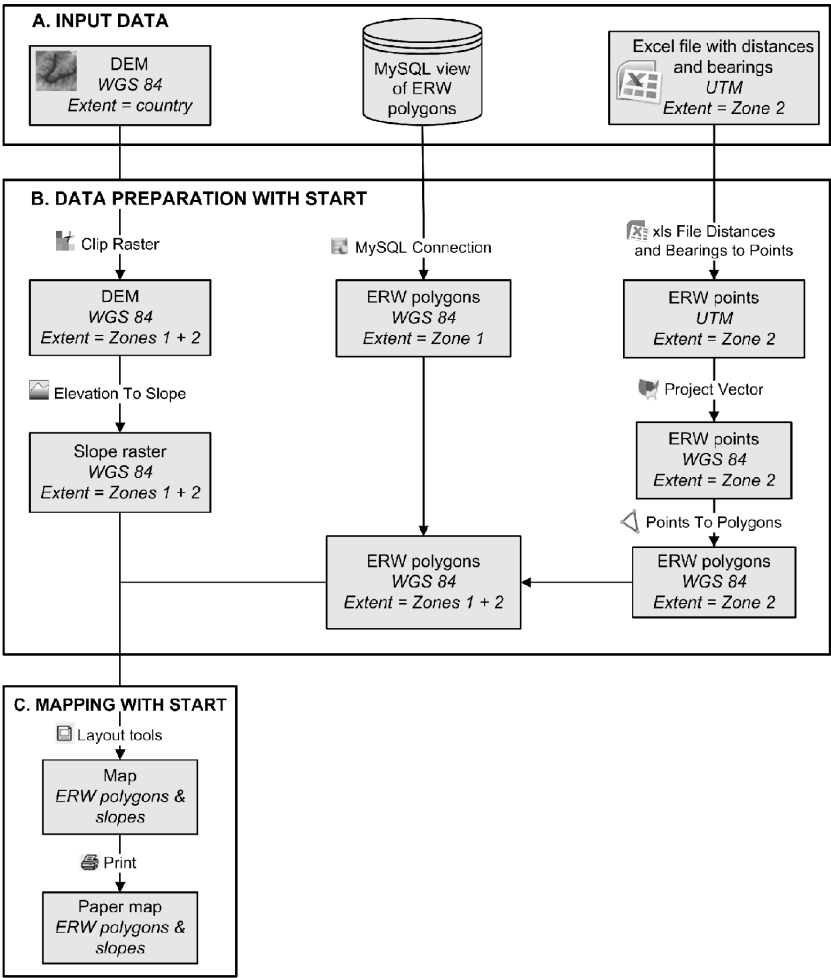 A. INPUT DATA
DEM
WGS 84
Extent = country
MySQL view
of ERW
polygons
Excel file with distances
and bearings
UTM
Extent = Zone 2
B. DATA PREPARATION WITH START
Clip Raster
DEM
WGS 84
Extent = Zones 1 + 2
Elevation To Slope
Slope raster
WGS 84
Extent = Zones 1 + 2
MySQL Connection
ERW polygons
WGS 84
Extent = Zone 1
xls File Distances
and Bearings to Points
ERW points
UTM
Extent = Zone 2
Project Vector
ERW points
WGS 84
Extent = Zone 2
Points To Polygons
ERW polygons
WGS 84
Extent = Zone 2
ERW polygons
WGS 84
Extent = Zones 1 + 2
C. MAPPING WITH START
Layout tools
Map
ERW polygons &
slopes
Print
Paper map
ERW polygons &
slopes